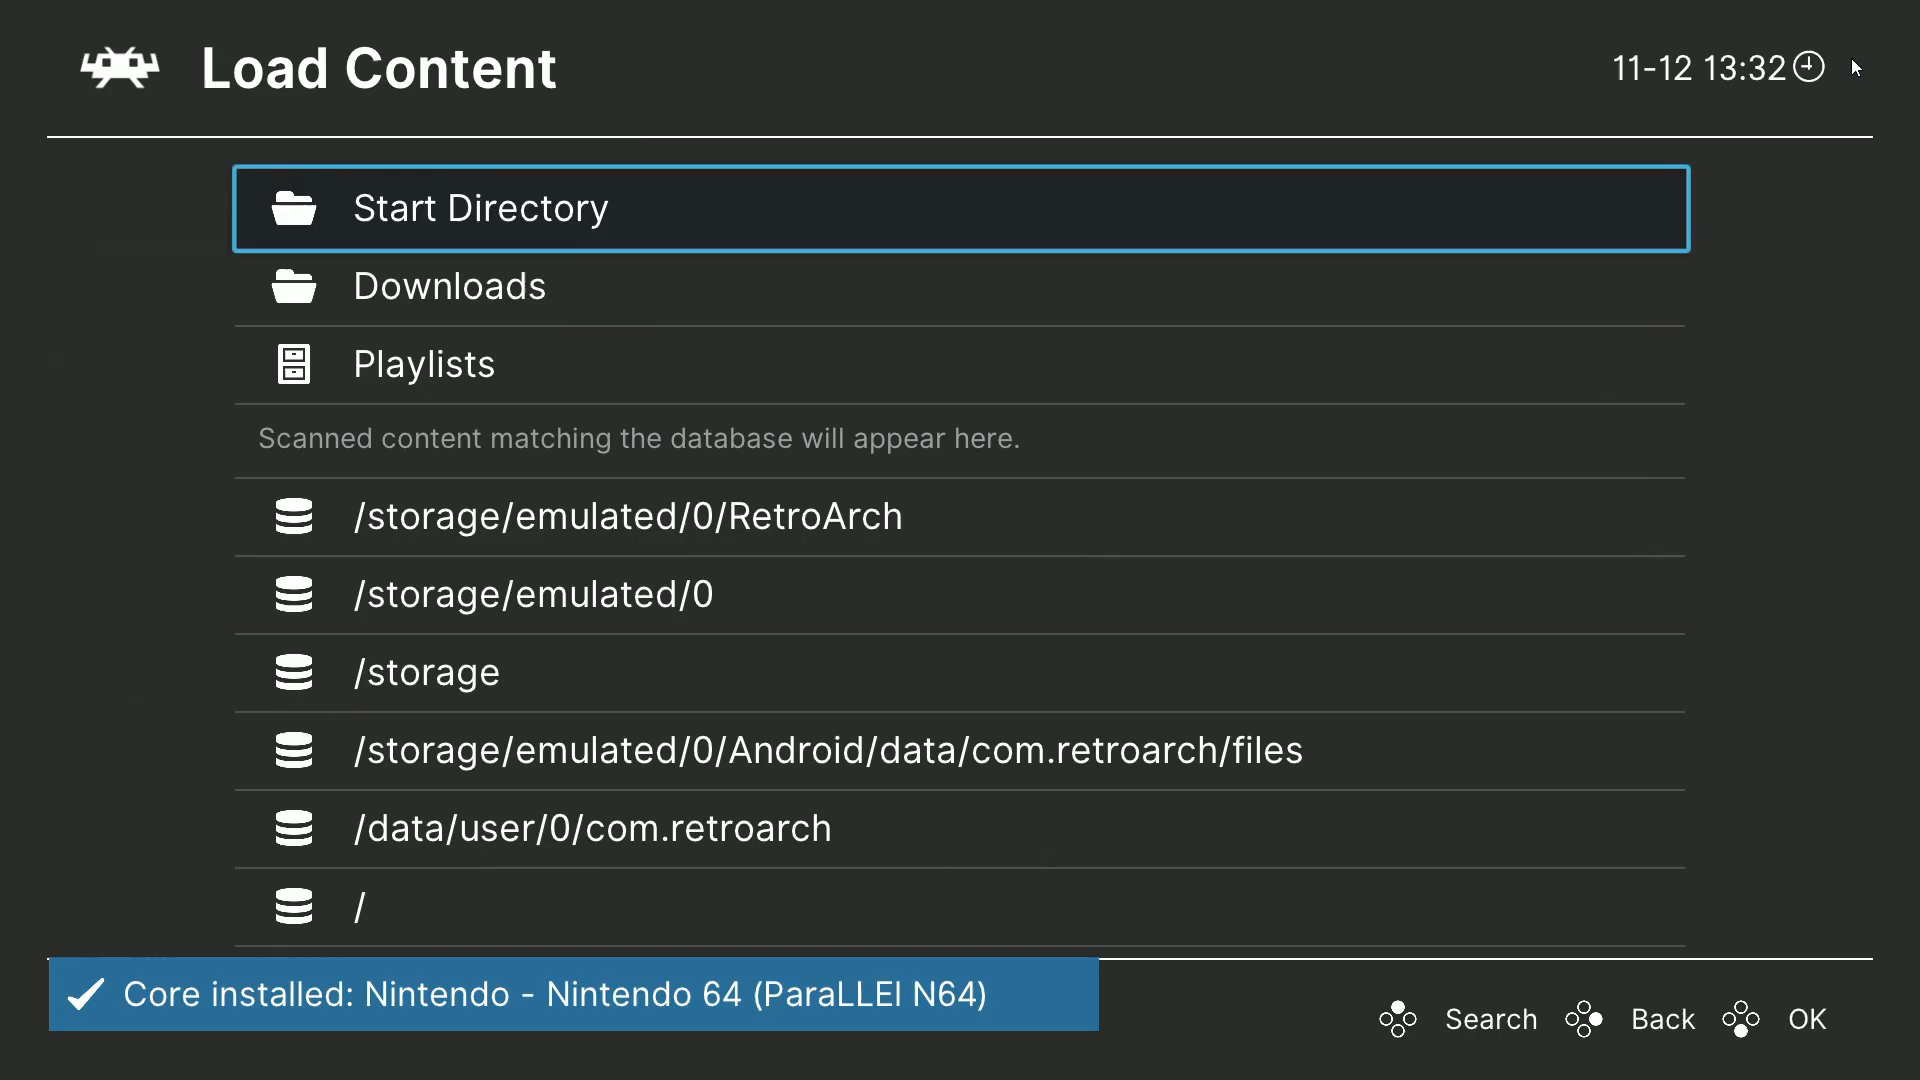 Load Content
11-12 13:32
Start Directory
Downloads
Playlists
Scanned content matching the database will appear here.
/storage/emulated/0/RetroArch
/storage/emulated/0
/storage
/storage/emulated/0/Android/data/com.retroarch/files
/data/user/0/com.retroarch
/
Core installed: Nintendo - Nintendo 64 (ParaLLEl N64)
Search Back OK